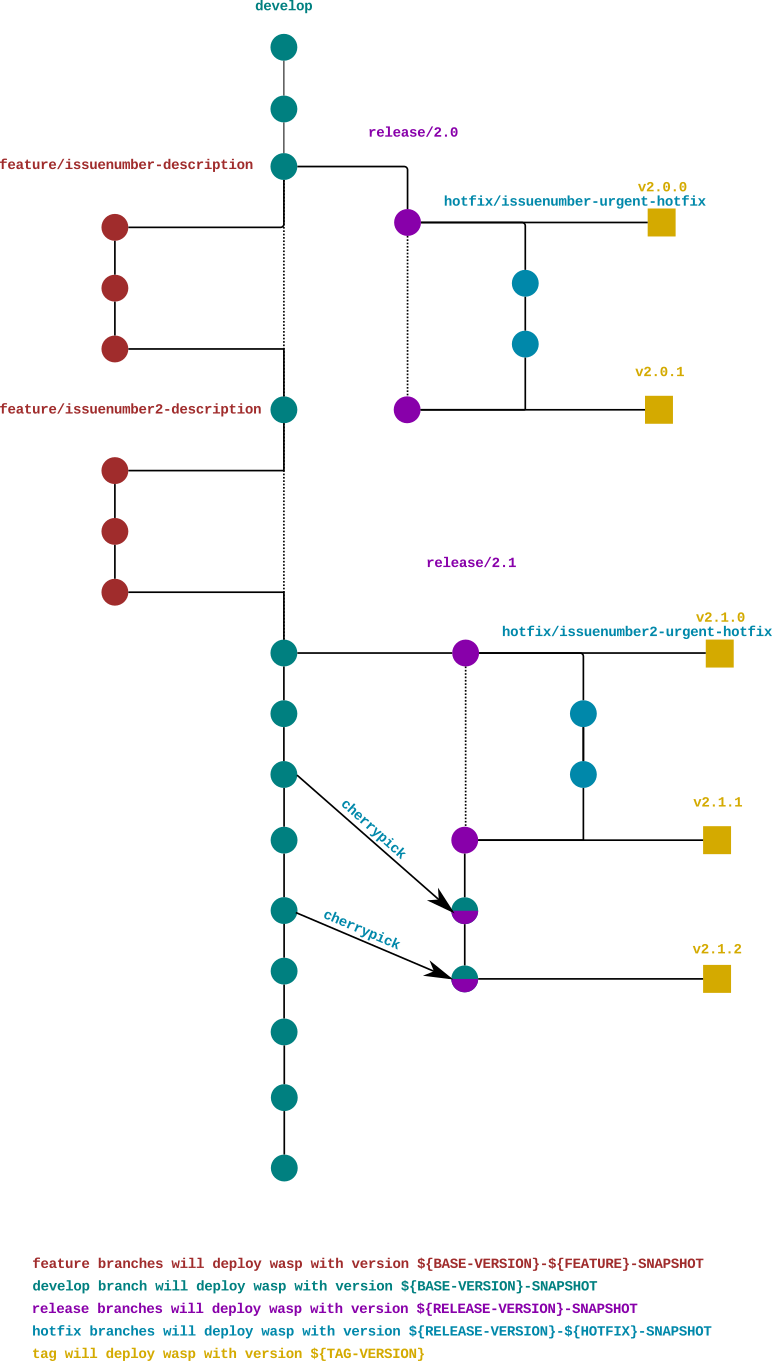 develop
release/2.0
feature/issuenumber-description
v2.0.0
hotfix/issuenumber-urgent-hotfix
v2.0.1
feature/issuenumber2-description
release/2.1
v2.1.0
hotfix/issuenumber2-urgent-hotfix
v2.1.1
cherrypick
cherrypick
v2.1.2
feature branches will deploy wasp with version ${BASE-VERSION}-${FEATURE}-SNAPSHOT
develop branch will deploy wasp with version ${BASE-VERSION}-SNAPSHOT
release branches will deploy wasp with version ${RELEASE-VERSION}-SNAPSHOT
hotfix branches will deploy wasp with version ${RELEASE-VERSION}-${HOTFIX}-SNAPSHOT
tag will deploy wasp with version ${TAG-VERSION}